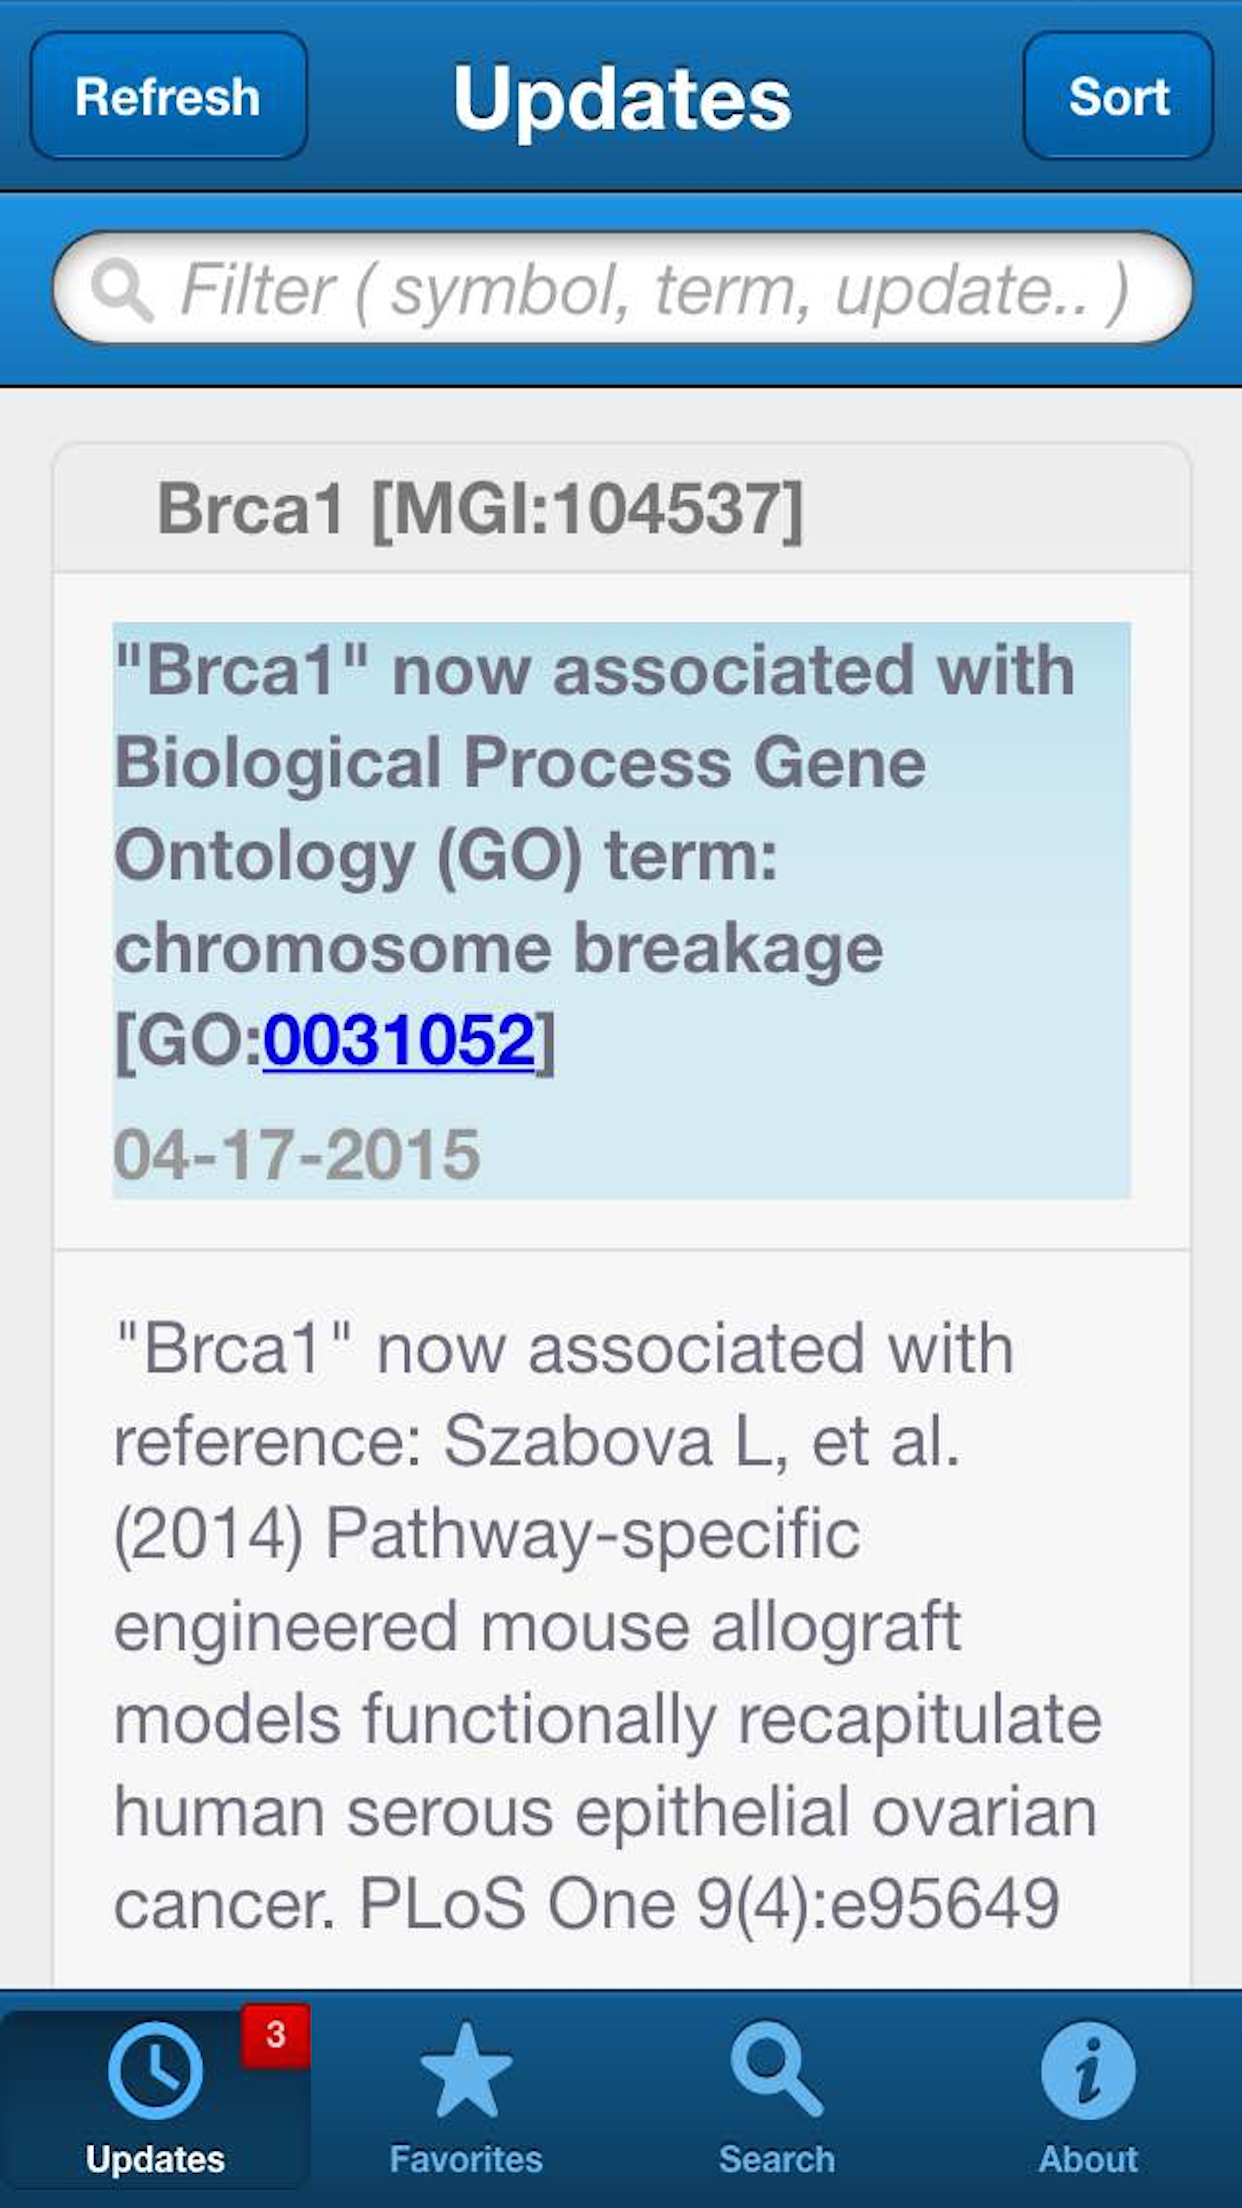 Refresh
Updates
Sort
Filter ( symbol, term, update.. )
Brca1 [MGI:104537]
"Brca1" now associated with
Biological Process Gene
Ontology (GO) term:
chromosome breakage
[GO:0031052]
04-17-2015
"Brca1" now associated with
reference: Szabova L, et al.
(2014) Pathway-specific
engineered mouse allograft
models functionally recapitulate
human serous epithelial ovarian
cancer. PLoS One 9(4):e95649
3
Updates
Favorites
Search
About